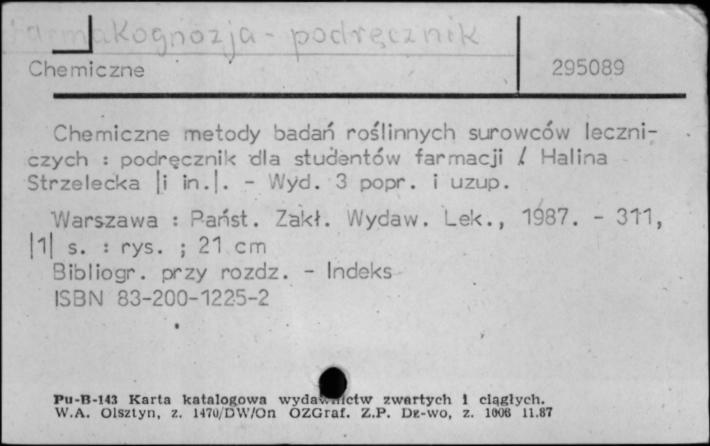 farmakognozja - podręcznik
Chemiczne 295089
Chemiczne metody badań roślinnych surowców leczni-
czych : podręcznik dla studentów farmacji / Halina
Strzelecka |i in.|. - Wyd. 3 popr. i uzup.
Warszawa : Państ. Zakł. Wydaw. Lek., 1987. - 311,
|1| s. : rys. ; 21 cm
Bibliogr. przy rozdz. - Indeks
ISBN 83-200-1225-2
Pu-B-143 Karta katalogowa wydawnictw zwartych i ciągłych.
W.A. Olsztyn, z. 1470/DW/On OZGraf. Z.P. Dz-wo, z. 1006 11.87